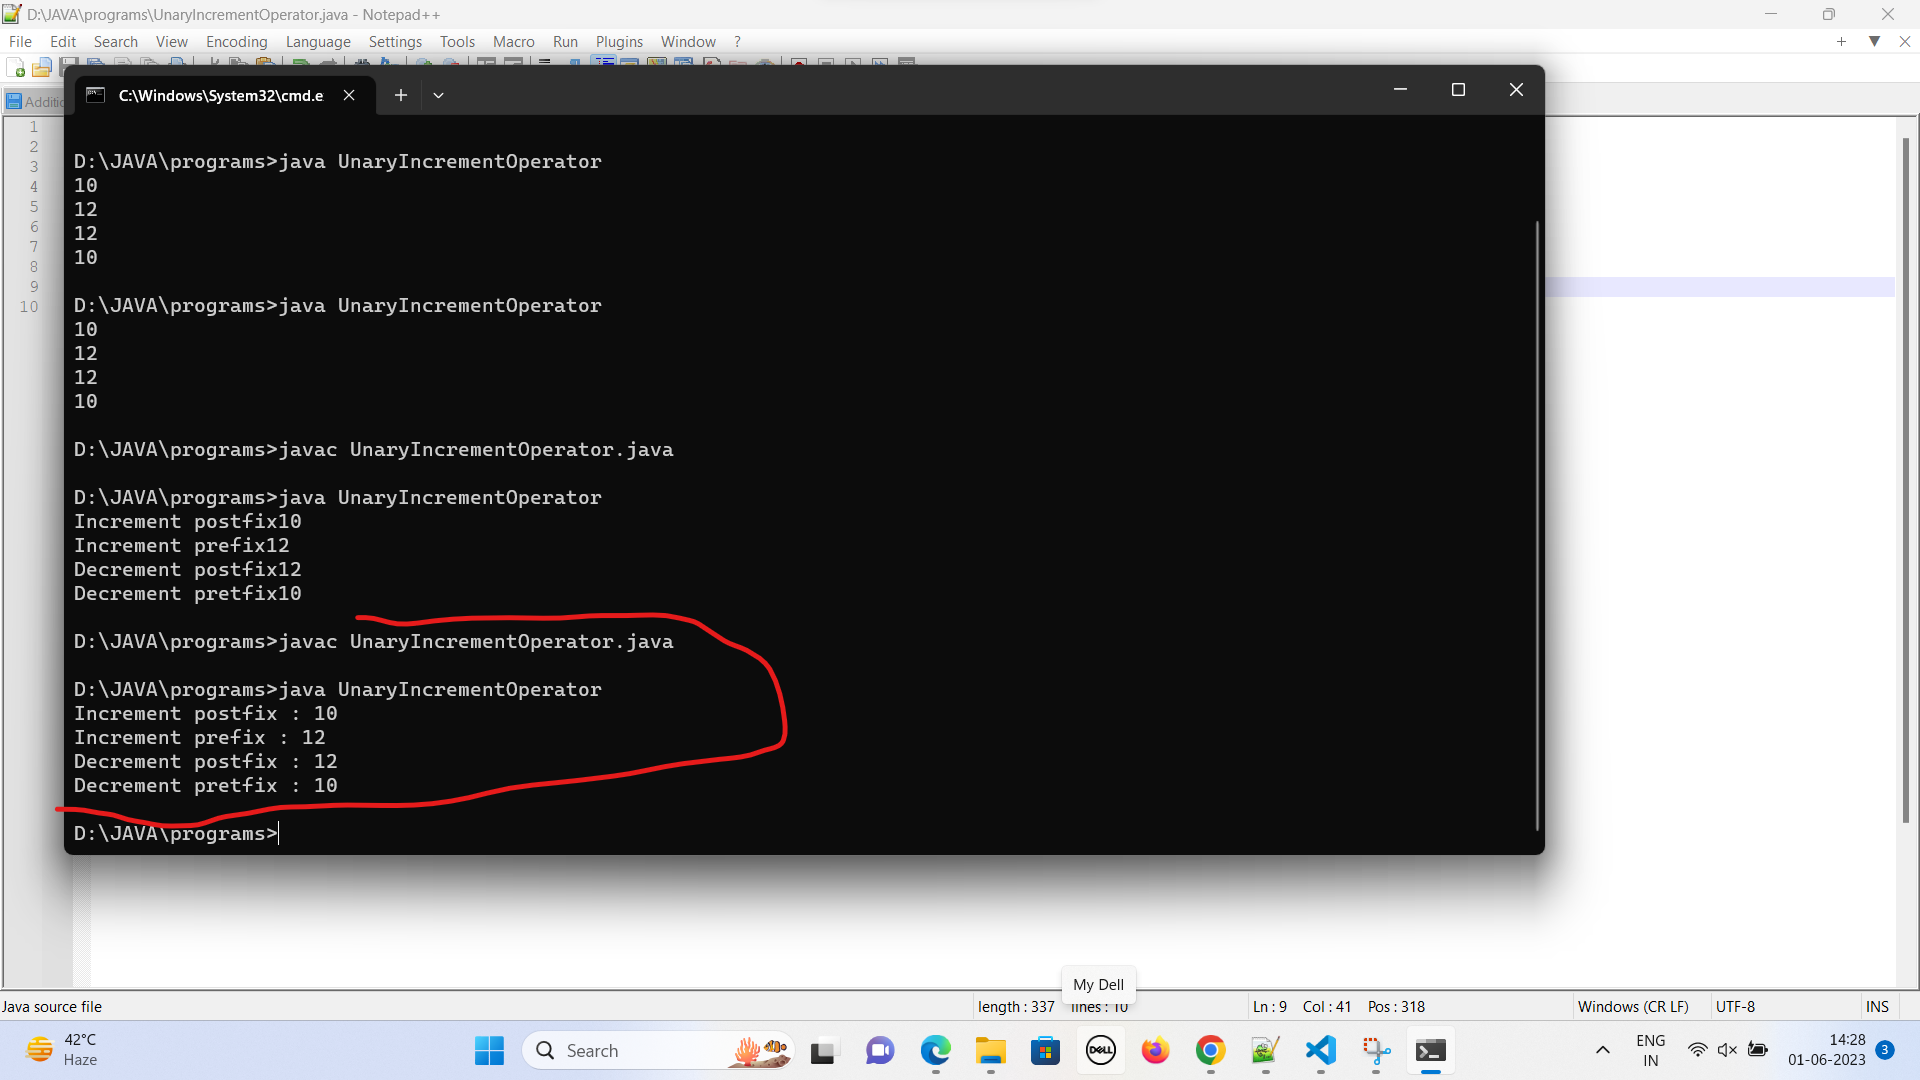 D:\JAVA\programs\UnaryIncrementOperator.java - Notepad++
File Edit Search View Encoding Language Settings Tools Macro Run Plugins Window ?
C:\Windows\System32\cmd.e
1
2
3
4
5
6
7
8
9
10
D:\JAVA\programs>java UnaryIncrementOperator
10
12
12
10
D:\JAVA\programs>java UnaryIncrementOperator
10
12
12
10
D:\JAVA\programs>javac UnaryIncrementOperator.java
D:\JAVA\programs>java UnaryIncrementOperator
Increment postfix10
Increment prefix12
Decrement postfix12
Decrement pretfix10
D:\JAVA\programs>javac UnaryIncrementOperator.java
D:\JAVA\programs>java UnaryIncrementOperator
Increment postfix : 10
Increment prefix : 12
Decrement postfix : 12
Decrement pretfix : 10
D:\JAVA\programs>
My Dell
Java source file length : 337 lines : 10 Ln : 9 Col : 41 Pos : 318 Windows (CR LF) UTF-8 INS
42°C
Haze
Search
DELL
ENG
IN
14:28
01-06-2023
3